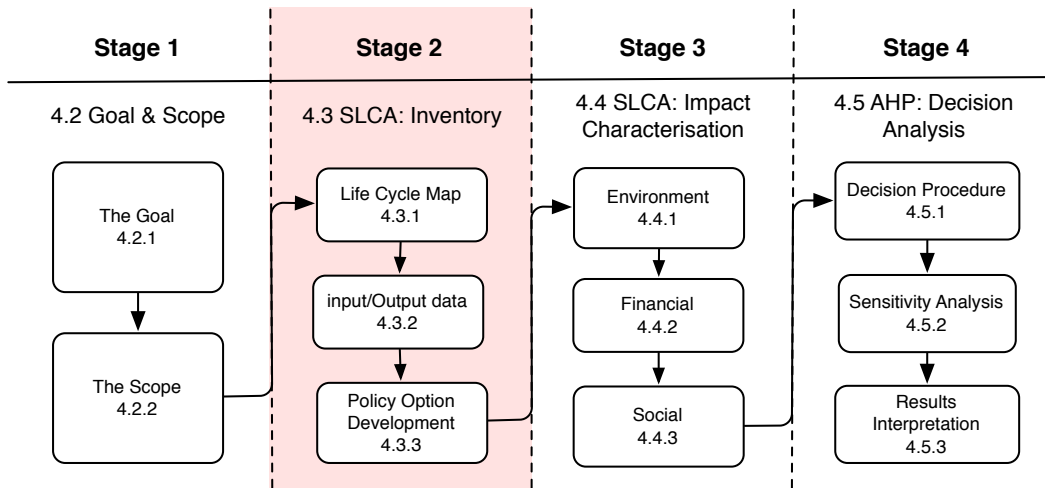 Stage 1
Stage 2
Stage 3
Stage 4
4.2 Goal & Scope
4.3 SLCA: Inventory
4.4 SLCA: Impact
Characterisation
4.5 AHP: Decision
Analysis
The Goal
4.2.1
The Scope
4.2.2
Life Cycle Map
4.3.1
input/Output data
4.3.2
Policy Option
Development
4.3.3
Environment
4.4.1
Financial
4.4.2
Social
4.4.3
Decision Procedure
4.5.1
Sensitivity Analysis
4.5.2
Results
Interpretation
4.5.3